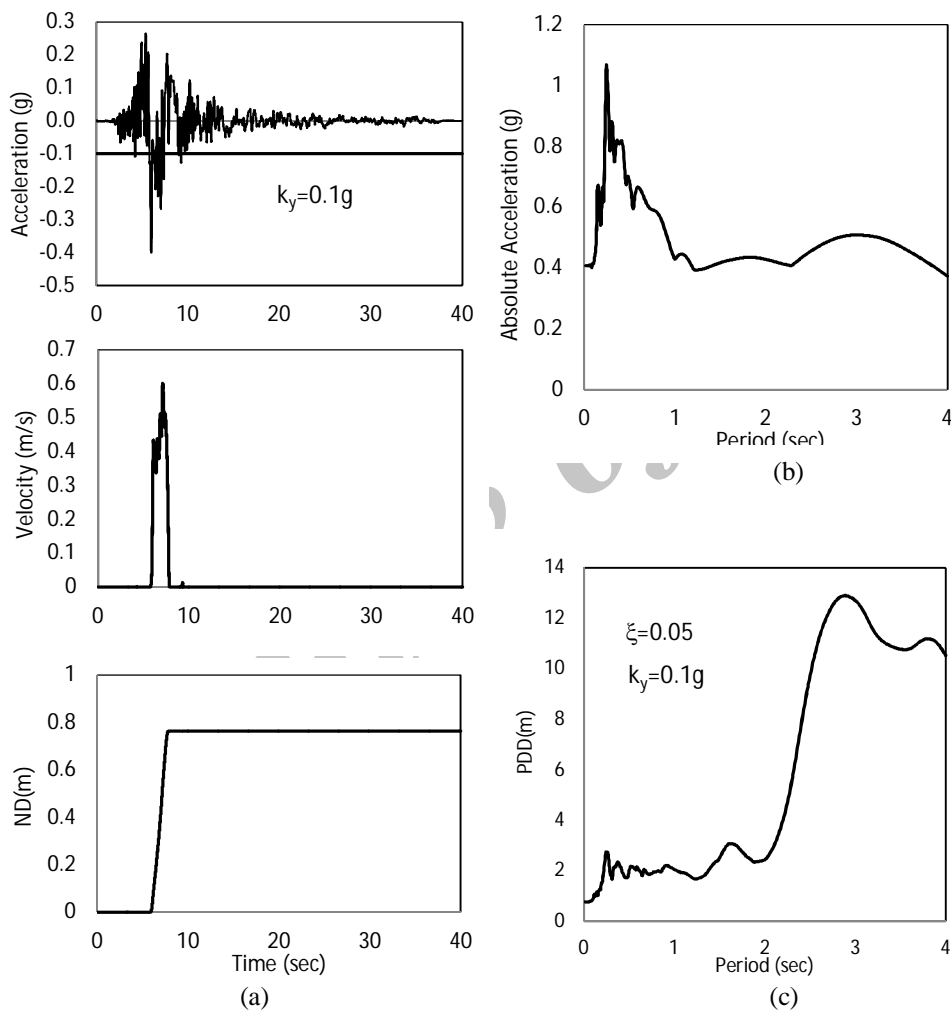 0.3
0.2
0.1
0.0
-0.1
-0.2
-0.3
-0.4
-0.5
Acceleration (g)
k_y=0.1g
0 10 20 30 40
0.7
0.6
0.5
0.4
0.3
0.2
0.1
0
Velocity (m/s)
0 10 20 30 40
1
0.8
0.6
0.4
0.2
0
ND(m)
0 10 20 30 40
Time (sec)
(a)
1.2
1
0.8
0.6
0.4
0.2
0
Absolute Acceleration (g)
0 1 2 3 4
Period (sec)
(b)
14
12
10
8
6
4
2
0
PDD(m)
ξ=0.05
k_y=0.1g
0 1 2 3 4
Period (sec)
(c)